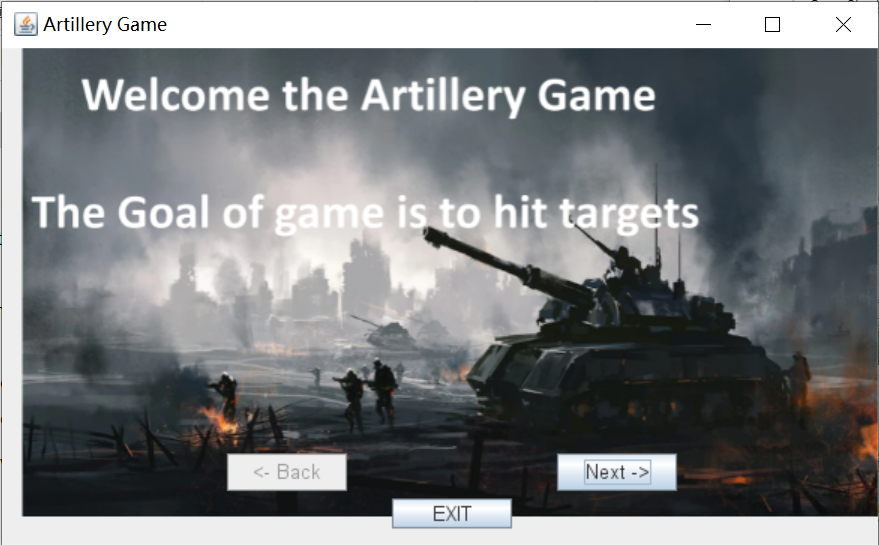 Artillery Game
Welcome the Artillery Game
The Goal of game is to hit targets
<- Back
Next ->
EXIT